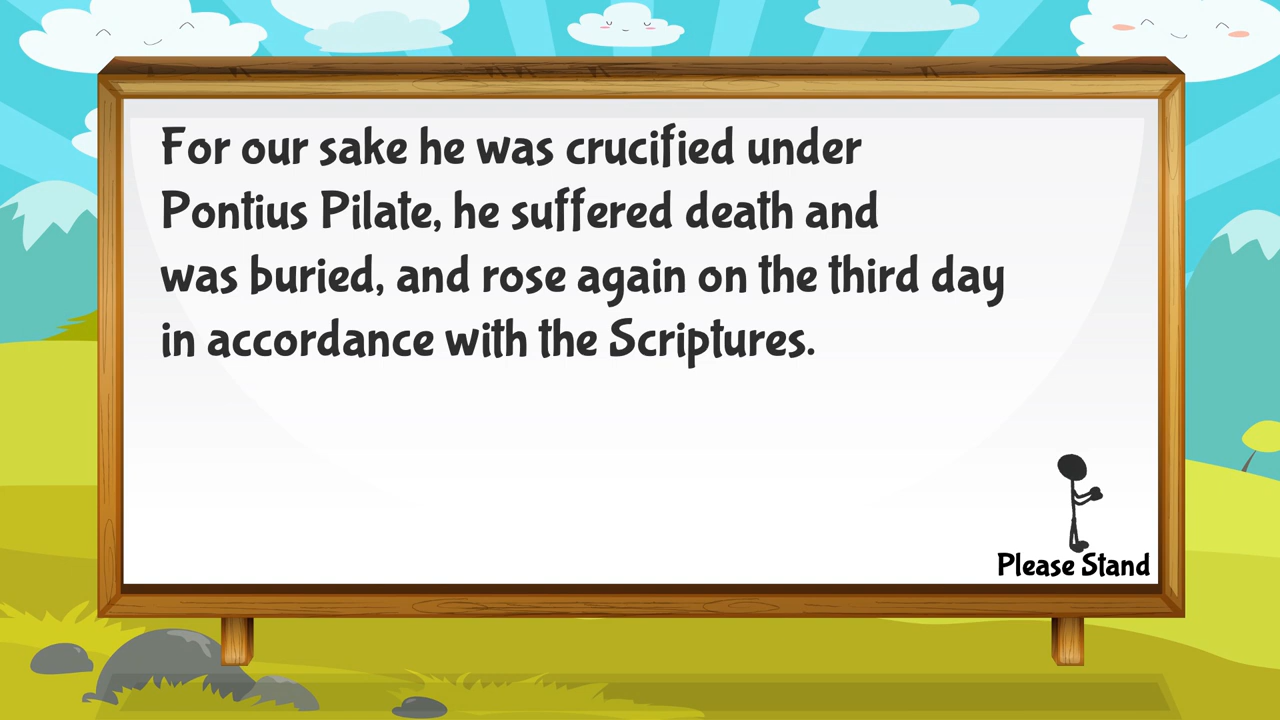 For our sake he was crucified under
Pontius Pilate, he suffered death and
was buried, and rose again on the third day
in accordance with the Scriptures.
Please Stand